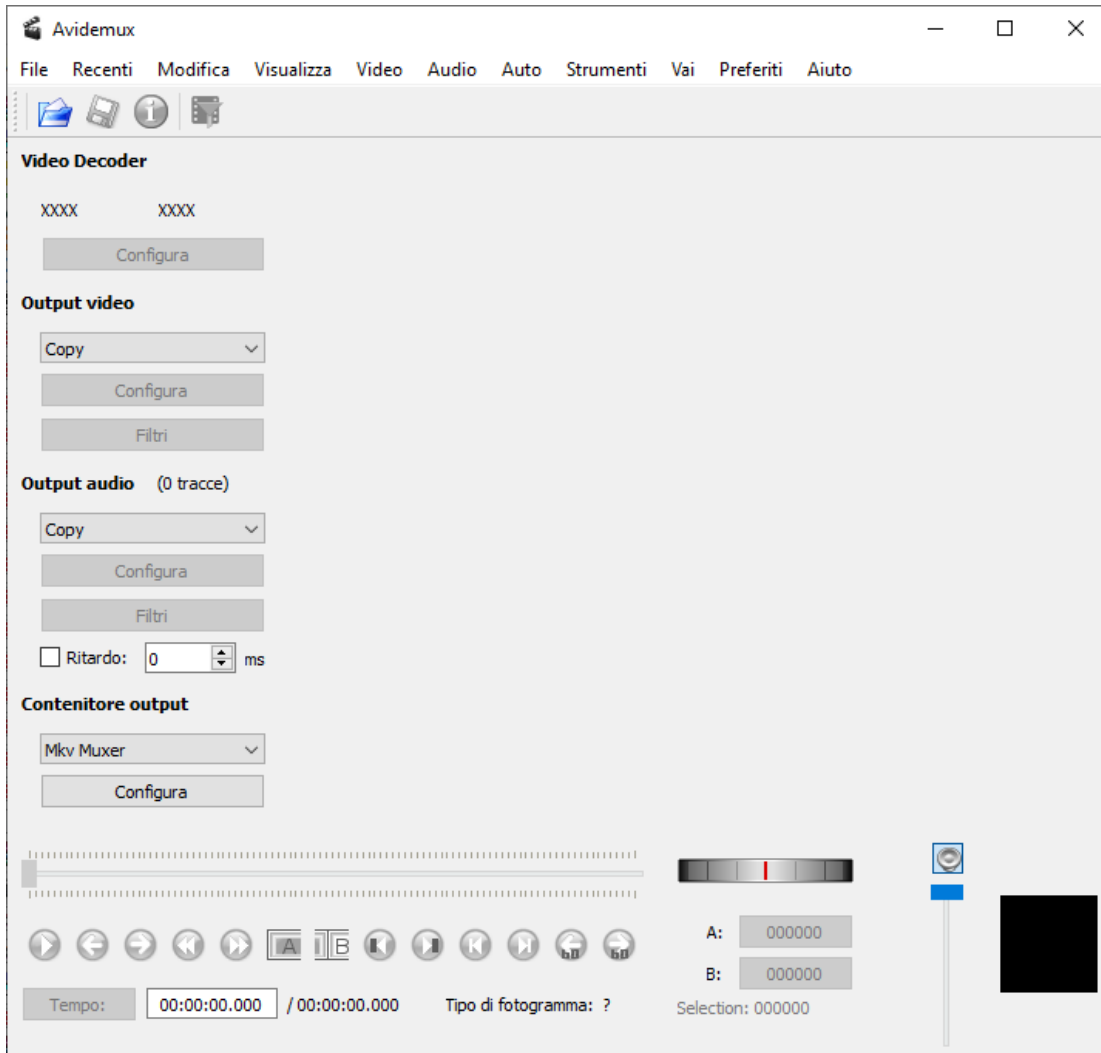 Avidemux
File Recenti Modifica Visualizza Video Audio Auto Strumenti Vai Preferiti Aiuto
Video Decoder
XXXX XXXX
Configura
Output video
Copy
Configura
Filtri
Output audio (0 tracce)
Copy
Configura
Filtri
Ritardo: 0 ms
Contenitore output
Mkv Muxer
Configura
A B 60 60
A: 000000
B: 000000
Tempo: 00:00:00.000 / 00:00:00.000 Tipo di fotogramma: ?
Selection: 000000